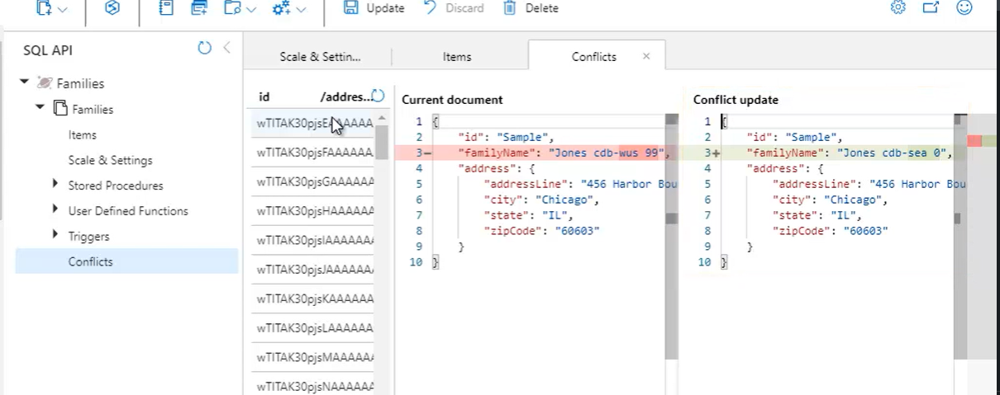 Update Discard Delete
SQL API
Families
Families
Items
Scale & Settings
Stored Procedures
User Defined Functions
Triggers
Conflicts
Scale & Settin... Items Conflicts ×
id /addres...
wTITAK30pjsEAAAAAA
wTITAK30pjsFAAAAAA
wTITAK30pjsGAAAAAA
wTITAK30pjsHAAAAAA
wTITAK30pjsIAAAAAAA
wTITAK30pjsJAAAAAA
wTITAK30pjsKAAAAAA
wTITAK30pjsLAAAAAA
wTITAK30pjsMAAAAAA
wTITAK30pjsNAAAAAA
Current document
1 {
2 "id": "Sample",
3− "familyName": "Jones cdb-wus 99",
4 "address": {
5 "addressLine": "456 Harbor Bou
6 "city": "Chicago",
7 "state": "IL",
8 "zipCode": "60603"
9 }
10 }
Conflict update
1 {
2 "id": "Sample",
3+ "familyName": "Jones cdb-sea 0",
4 "address": {
5 "addressLine": "456 Harbor Bou
6 "city": "Chicago",
7 "state": "IL",
8 "zipCode": "60603"
9 }
10 }